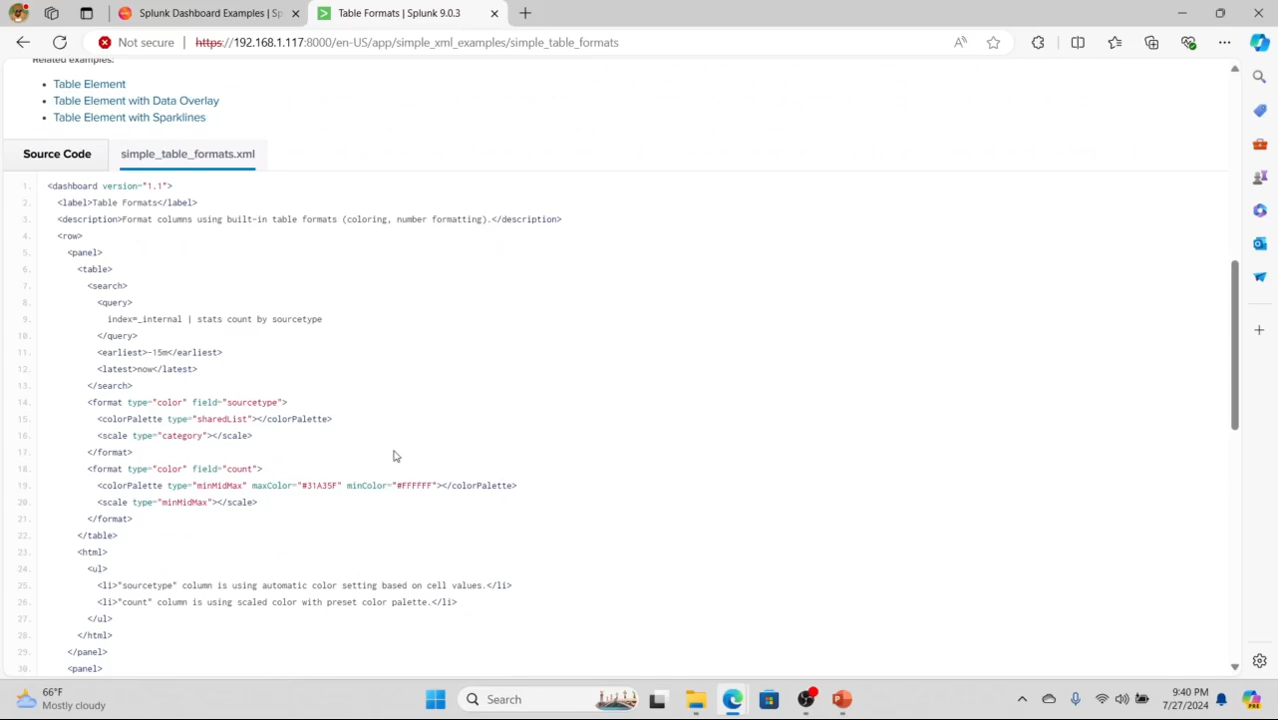 Splunk Dashboard Examples | Sp
Table Formats | Splunk 9.0.3
Not secure
https://192.168.1.117:8000/en-US/app/simple_xml_examples/simple_table_formats
Related examples:
Table Element
Table Element with Data Overlay
Table Element with Sparklines
Source Code
simple_table_formats.xml
1. <dashboard version="1.1">
2. <label>Table Formats</label>
3. <description>Format columns using built-in table formats (coloring, number formatting).</description>
4. <row>
5. <panel>
6. <table>
7. <search>
8. <query>
9. index=_internal | stats count by sourcetype
10. </query>
11. <earliest>-15m</earliest>
12. <latest>now</latest>
13. </search>
14. <format type="color" field="sourcetype">
15. <colorPalette type="sharedList"></colorPalette>
16. <scale type="category"></scale>
17. </format>
18. <format type="color" field="count">
19. <colorPalette type="minMidMax" maxColor="#31A35F" minColor="#FFFFFF"></colorPalette>
20. <scale type="minMidMax"></scale>
21. </format>
22. </table>
23. <html>
24. <ul>
25. <li>"sourcetype" column is using automatic color setting based on cell values.</li>
26. <li>"count" column is using scaled color with preset color palette.</li>
27. </ul>
28. </html>
29. </panel>
30. <panel>
66°F
Mostly cloudy
Search
9:40 PM
7/27/2024